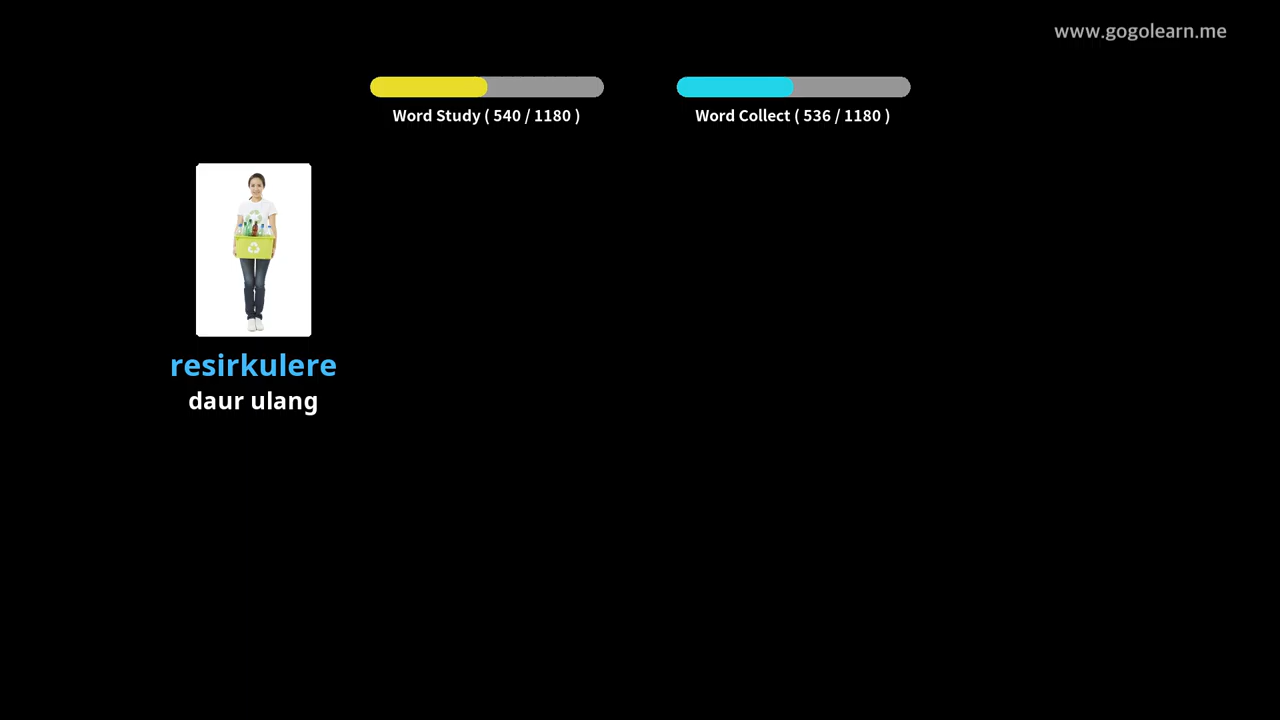 www.gogolearn.me
Word Study ( 540 / 1180 )
Word Collect ( 536 / 1180 )
resirkulere
daur ulang